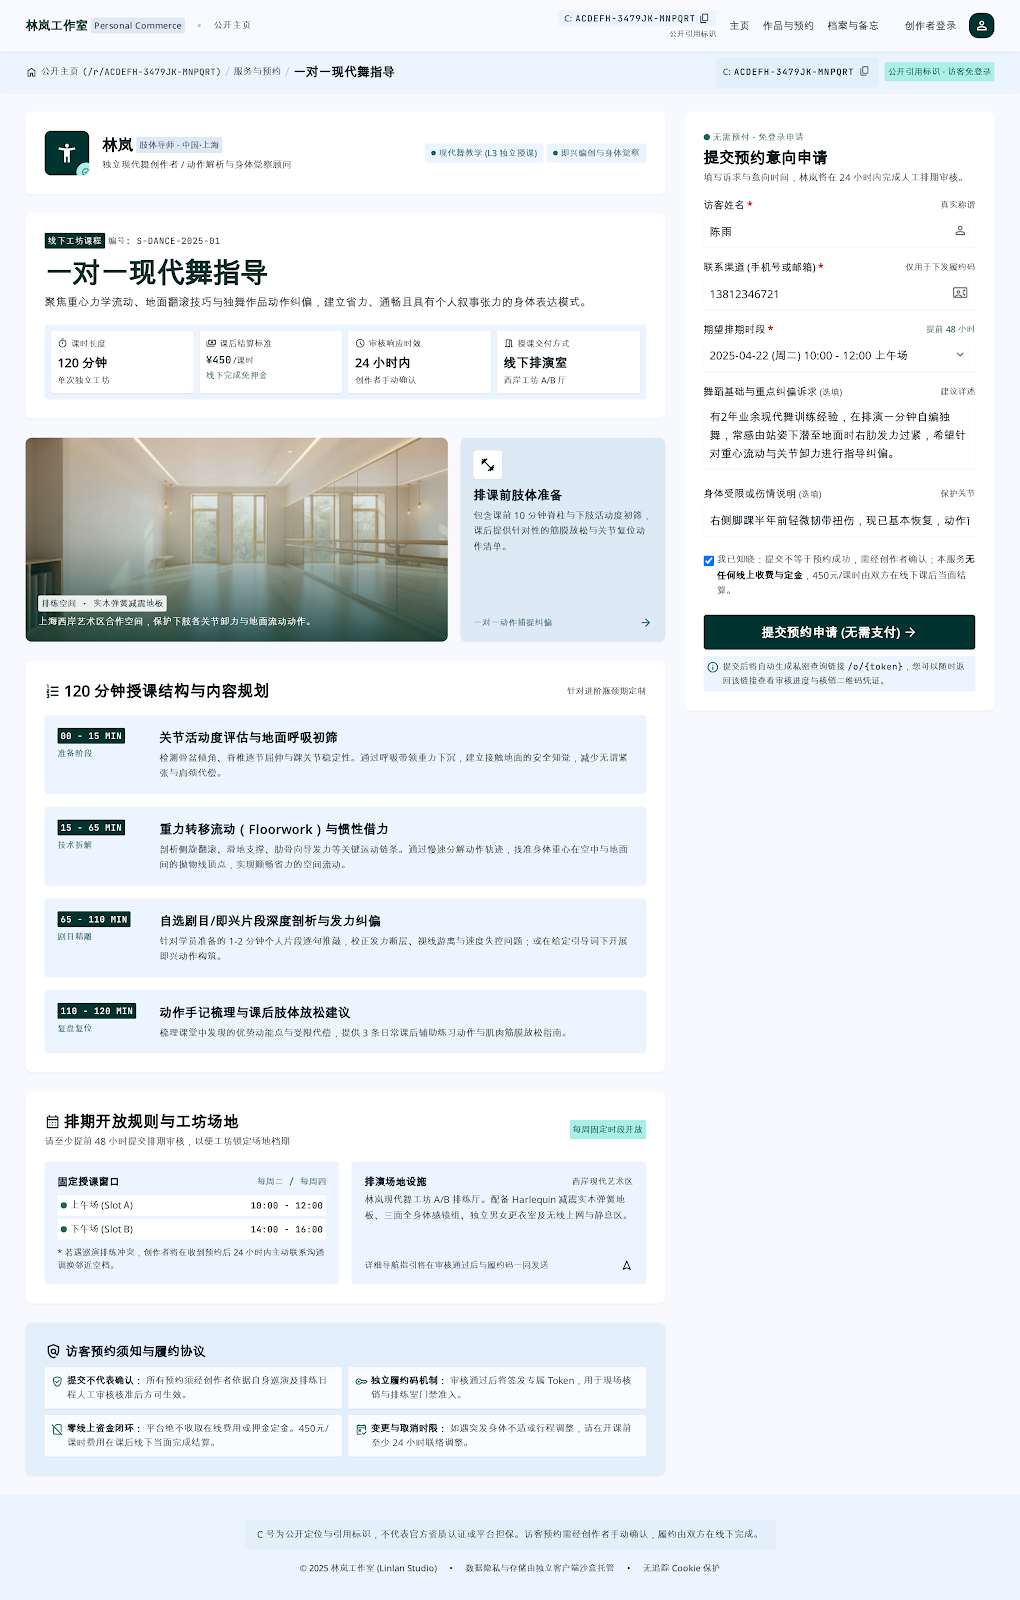 林岚工作室 Personal Commerce • 公开主页
C: ACDEFH-3479JK-MNPQRT
公开引用标识
主页 作品与预约 档案与备忘 创作者登录
公开主页 (/r/ACDEFH-3479JK-MNPQRT) / 服务与预约 / 一对一现代舞指导
C: ACDEFH-3479JK-MNPQRT
公开引用标识 · 访客免登录
林岚 肢体导师 · 中国·上海
独立现代舞创作者 / 动作解析与身体觉察顾问
现代舞教学 (L3 独立授课) 即兴编创与身体觉察
线下工坊课程 编号: S-DANCE-2025-01
一对一现代舞指导
聚焦重心力学流动、地面翻滚技巧与独舞作品动作纠偏，建立省力、通畅且具有个人叙事张力的身体表达模式。
课时长度
120 分钟
单次独立工坊
课后结算标准
¥450 /课时
线下完成免押金
审核响应时效
24 小时内
创作者手动确认
授课交付方式
线下排演室
西岸工坊 A/B 厅
排练空间 · 实木弹簧减震地板
上海西岸艺术区合作空间，保护下肢各关节卸力与地面流动动作。
排课前肢体准备
包含课前 10 分钟脊柱与下肢活动度初筛，
课后提供针对性的筋膜放松与关节复位动
作清单。
一对一动作捕捉纠偏
120 分钟授课结构与内容规划
针对进阶瓶颈期定制
00 - 15 MIN
准备阶段
关节活动度评估与地面呼吸初筛
检测骨盆倾角、脊椎逐节屈伸与踝关节稳定性。通过呼吸带领重力下沉，建立接触地面的安全知觉，减少无谓紧
张与肩颈代偿。
15 - 65 MIN
技术拆解
重力转移流动 ( Floorwork ) 与惯性借力
剖析侧旋翻滚、滑地支撑、肋骨向导发力等关键运动链条。通过慢速分解动作轨迹，找准身体重心在空中与地面
间的抛物线顶点，实现顺畅省力的空间流动。
65 - 110 MIN
剧目精雕
自选剧目/即兴片段深度剖析与发力纠偏
针对学员准备的 1-2 分钟个人片段逐句推敲，校正发力断层、视线游离与速度失控问题；或在给定引导词下开展
即兴动作构筑。
110 - 120 MIN
复盘复位
动作手记梳理与课后肢体放松建议
梳理课堂中发现的优势动能点与受限代偿，提供 3 条日常课后辅助练习动作与肌肉筋膜放松指南。
排期开放规则与工坊场地
请至少提前 48 小时提交排期审核，以便工坊锁定场地档期
每周固定时段开放
固定授课窗口 每周二 / 每周四
上午场 (Slot A) 10:00 - 12:00
下午场 (Slot B) 14:00 - 16:00
* 若遇巡演排练冲突，创作者将在收到预约后 24 小时内主动联系沟通
调换邻近空档。
排演场地设施 西岸现代艺术区
林岚现代舞工坊 A/B 排练厅。配备 Harlequin 减震实木弹簧地
板、三面全身体感镜组、独立男女更衣室及无线上网与静息区。
详细导航指引将在审核通过后与履约码一同发送
访客预约须知与履约协议
提交不代表确认： 所有预约须经创作者依据自身巡演及排练日
程人工审核核准后方可生效。
独立履约码机制： 审核通过后将签发专属 Token，用于现场核
销与排练室门禁准入。
零线上资金闭环： 平台绝不收取在线费用或押金定金。450元/
课时费用在课后线下当面完成结算。
变更与取消时限： 如遇突发身体不适或行程调整，请在开课前
至少 24 小时联络调整。
无需预付 · 免登录申请
提交预约意向申请
填写诉求与意向时间，林岚将在 24 小时内完成人工排期审核。
访客姓名 * 真实称谓
陈雨
联系渠道 (手机号或邮箱) * 仅用于下发履约码
13812346721
期望排期时段 * 提前 48 小时
2025-04-22 (周二) 10:00 - 12:00 上午场
舞蹈基础与重点纠偏诉求 (选填) 建议详述
有2年业余现代舞训练经验，在排演一分钟自编独
舞，常感由站姿下潜至地面时右肋发力过紧，希望针
对重心流动与关节卸力进行指导纠偏。
身体受限或伤情说明 (选填) 保护关节
右侧脚踝半年前轻微韧带扭伤，现已基本恢复，动作
我已知晓：提交不等于预约成功，需经创作者确认；本服务无
任何线上收费与定金，450元/课时由双方在线下课后当面结
算。
提交预约申请 (无需支付)
提交后将自动生成私密查询链接 /o/{token}，您可以随时返
回该链接查看审核进度与核销二维码凭证。
C 号为公开定位与引用标识，不代表官方资质认证或平台担保。访客预约需经创作者手动确认，履约由双方在线下完成。
© 2025 林岚工作室 (Linlan Studio) • 数据隐私与存储由独立客户端沙盒托管 • 无追踪 Cookie 保护